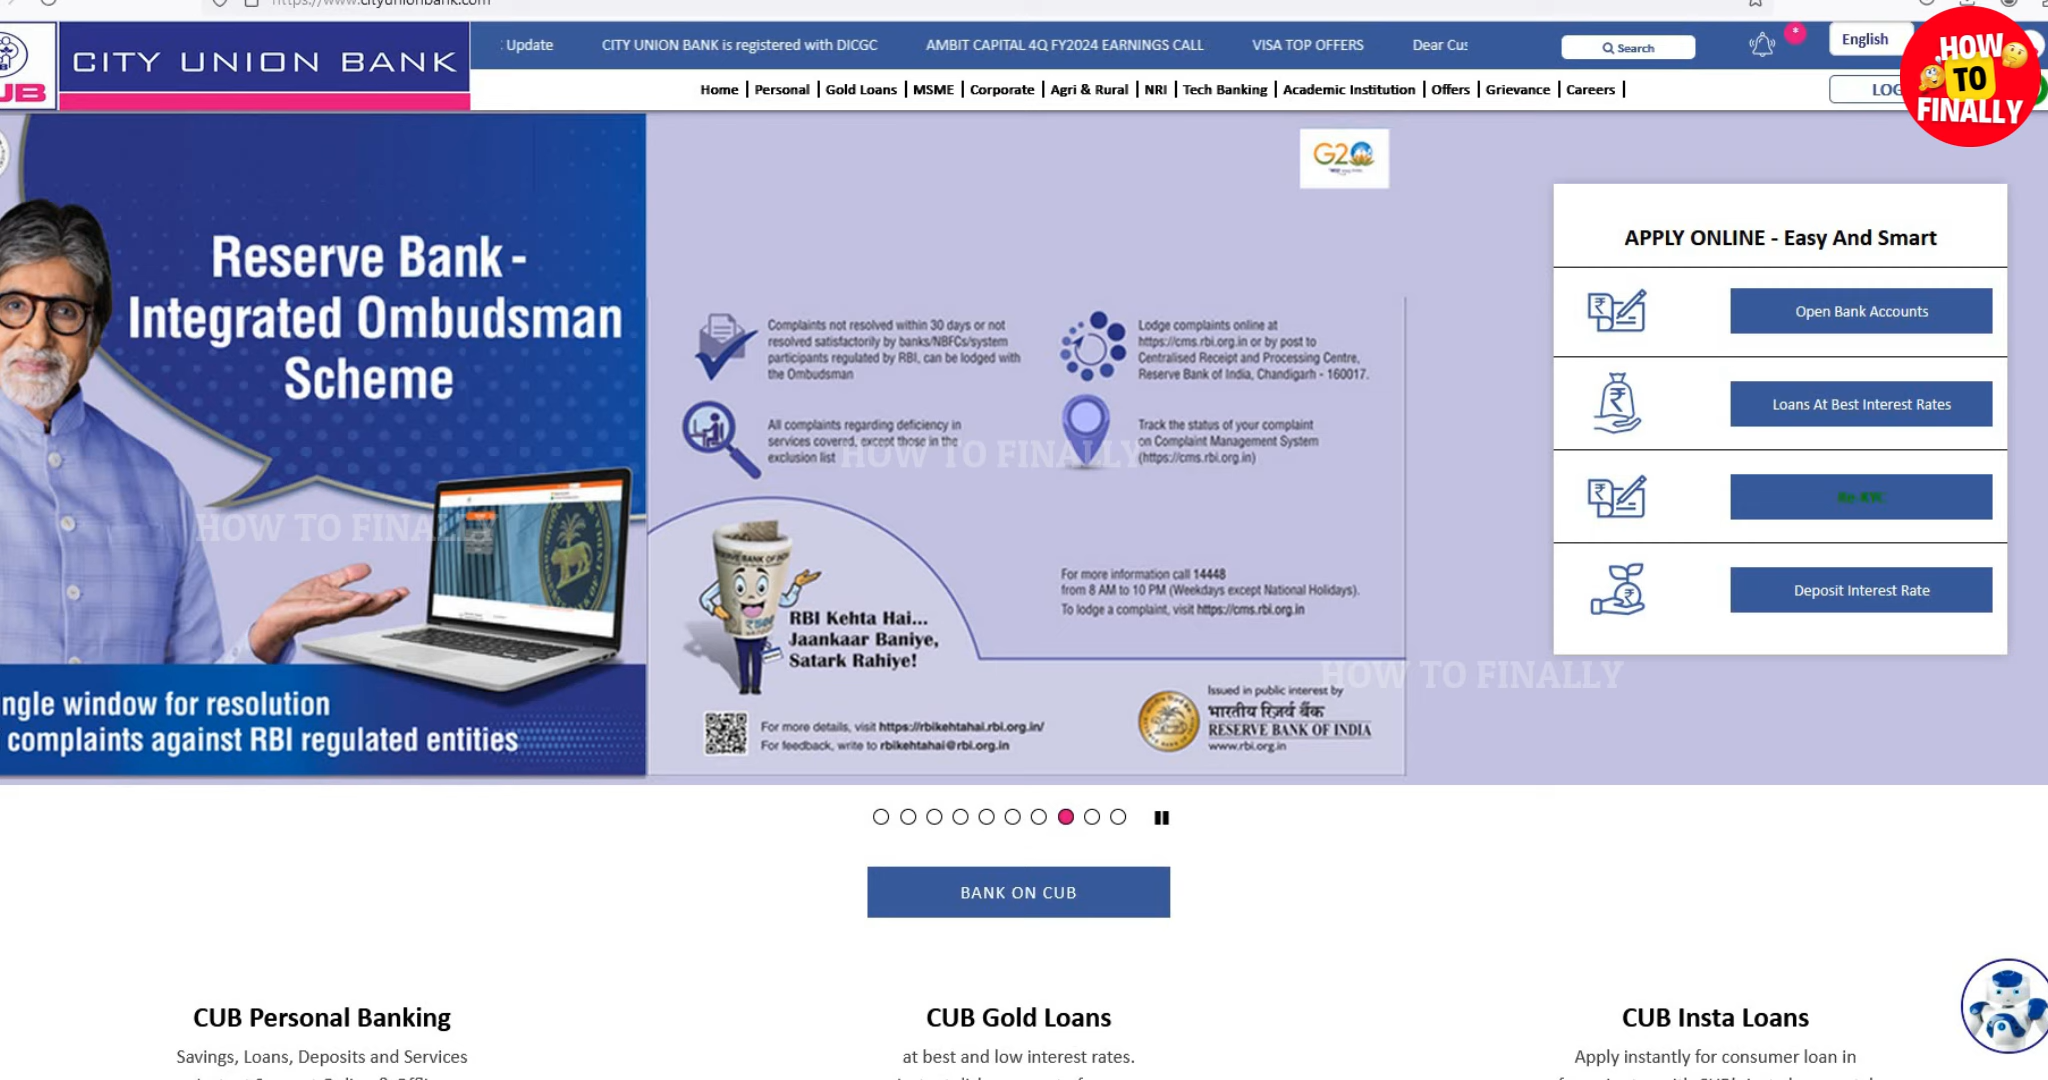 CITY UNION BANK
: Update
CITY UNION BANK is registered with DICGC
AMBIT CAPITAL 4Q FY2024 EARNINGS CALL
VISA TOP OFFERS
Search
English
HOW
TO
FINALLY
UB
Home | Personal | Gold Loans | MSME | Corporate | Agri & Rural | NRI | Tech Banking | Academic Institution | Offers | Grievance | Careers |
G20
Reserve Bank -
Integrated Ombudsman
Scheme
ngle window for resolution
complaints against RBI regulated entities
Complaints not resolved within 30 days or not
resolved satisfactorily by banks/NBFCs/system
participants regulated by RBI, can be lodged with
the Ombudsman
Lodge complaints online at
https://cms.rbi.org.in or by post to
Centralised Receipt and Processing Centre,
Reserve Bank of India, Chandigarh - 160017.
All complaints regarding deficiency in
services covered, except those in the
exclusion list
Track the status of your complaint
on Complaint Management System
(https://cms.rbi.org.in)
HOW TO FINALLY
HOW TO FINALLY
RBI Kehta Hai...
Jaankaar Baniye,
Satark Rahiye!
For more information call 14448
from 8 AM to 10 PM (Weekdays except National Holidays).
To lodge a complaint, visit https://cms.rbi.org.in
For more details, visit https://rbikehtahai.rbi.org.in/
For feedback, write to rbikehtahai@rbi.org.in
Issued in public interest by
भारतीय रिज़र्व बैंक
RESERVE BANK OF INDIA
www.rbi.org.in
HOW TO FINALLY
APPLY ONLINE - Easy And Smart
Open Bank Accounts
Loans At Best Interest Rates
Re-KYC
Deposit Interest Rate
BANK ON CUB
CUB Personal Banking
Savings, Loans, Deposits and Services
CUB Gold Loans
at best and low interest rates.
CUB Insta Loans
Apply instantly for consumer loan in